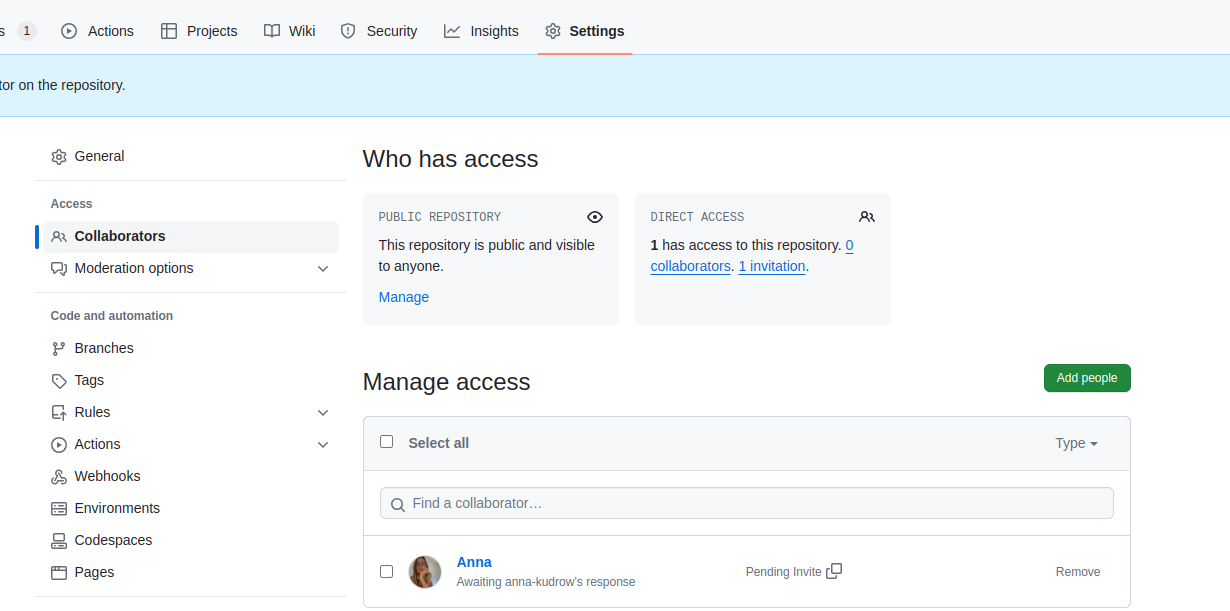 s 1 Actions Projects Wiki Security Insights Settings
tor on the repository.
General
Access
Collaborators
Moderation options
Code and automation
Branches
Tags
Rules
Actions
Webhooks
Environments
Codespaces
Pages
Who has access
PUBLIC REPOSITORY
This repository is public and visible
to anyone.
Manage
DIRECT ACCESS
1 has access to this repository. 0
collaborators. 1 invitation.
Manage access
Add people
Select all
Type
Find a collaborator…
Anna
Awaiting anna-kudrow's response
Pending Invite
Remove